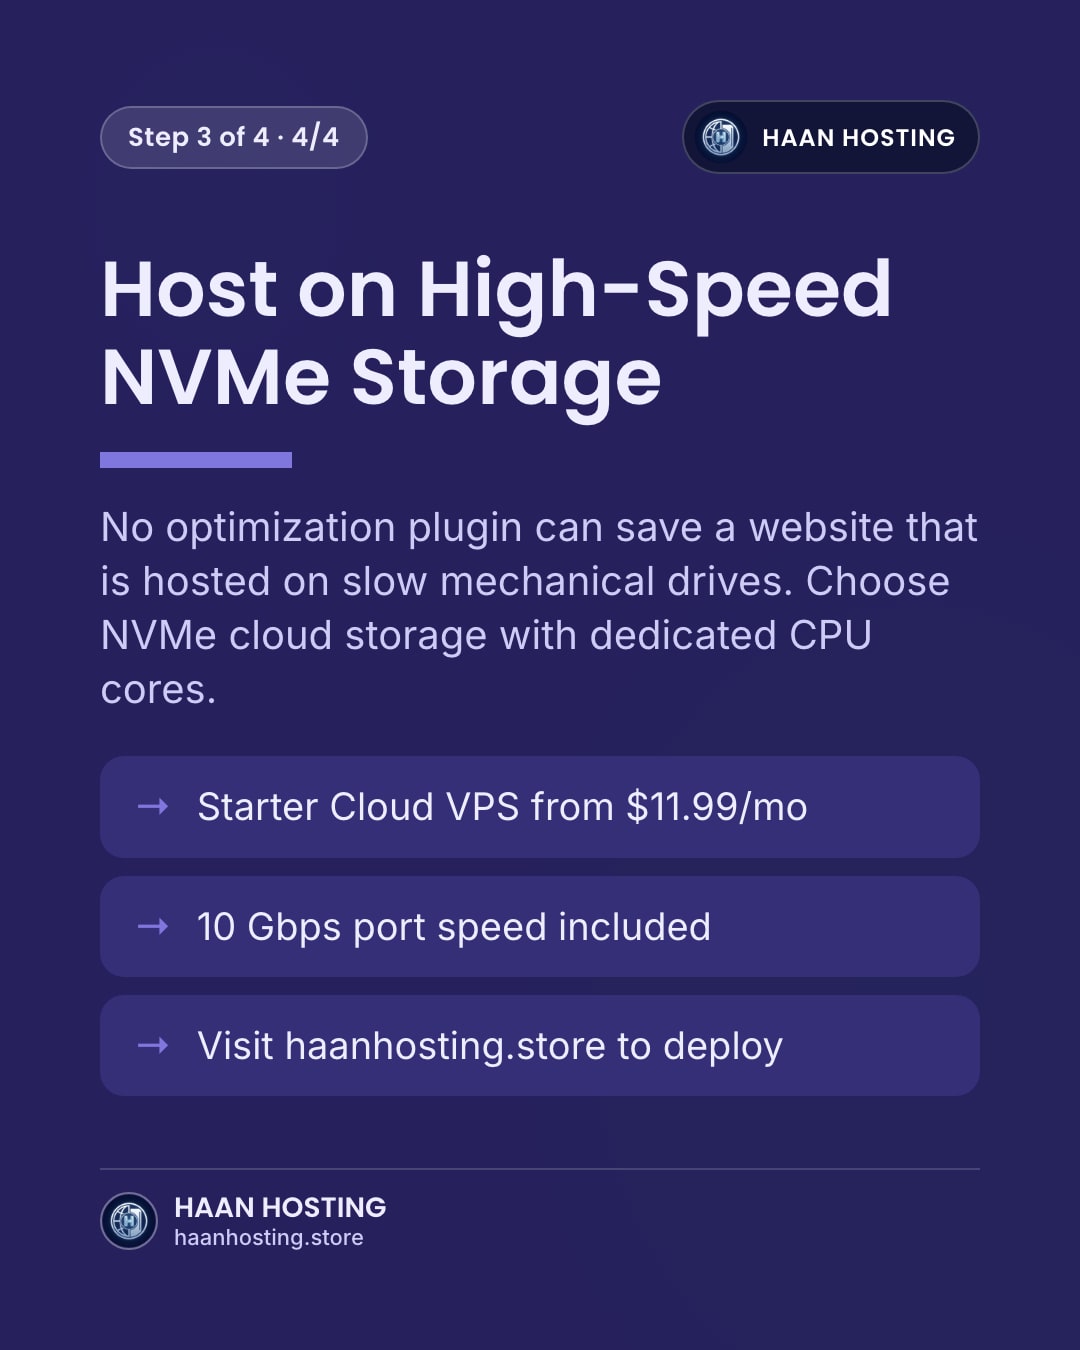 Step 3 of 4 · 4/4
HAAN HOSTING
Host on High-Speed
NVMe Storage
No optimization plugin can save a website that
is hosted on slow mechanical drives. Choose
NVMe cloud storage with dedicated CPU
cores.
→ Starter Cloud VPS from $11.99/mo
→ 10 Gbps port speed included
→ Visit haanhosting.store to deploy
HAAN HOSTING
haanhosting.store